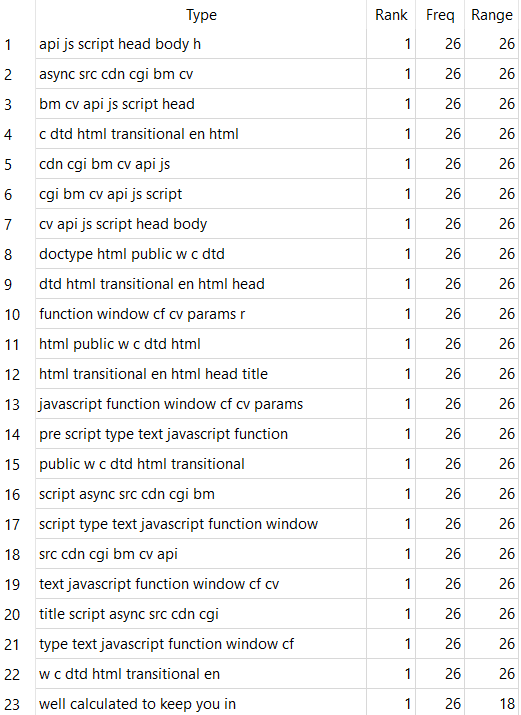 Type Rank Freq Range
1 api js script head body h 1 26 26
2 async src cdn cgi bm cv 1 26 26
3 bm cv api js script head 1 26 26
4 c dtd html transitional en html 1 26 26
5 cdn cgi bm cv api js 1 26 26
6 cgi bm cv api js script 1 26 26
7 cv api js script head body 1 26 26
8 doctype html public w c dtd 1 26 26
9 dtd html transitional en html head 1 26 26
10 function window cf cv params r 1 26 26
11 html public w c dtd html 1 26 26
12 html transitional en html head title 1 26 26
13 javascript function window cf cv params 1 26 26
14 pre script type text javascript function 1 26 26
15 public w c dtd html transitional 1 26 26
16 script async src cdn cgi bm 1 26 26
17 script type text javascript function window 1 26 26
18 src cdn cgi bm cv api 1 26 26
19 text javascript function window cf cv 1 26 26
20 title script async src cdn cgi 1 26 26
21 type text javascript function window cf 1 26 26
22 w c dtd html transitional en 1 26 26
23 well calculated to keep you in 1 26 18